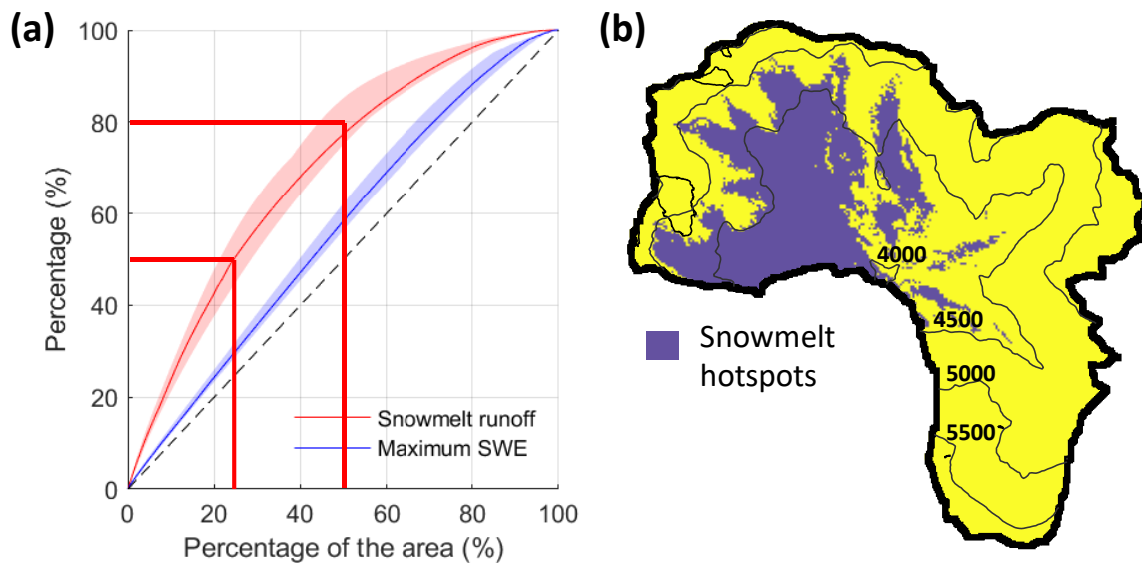 (a)
100
80
60
40
20
0
Percentage (%)
0 20 40 60 80 100
Percentage of the area (%)
Snowmelt runoff
Maximum SWE
(b)
4000
4500
5000
5500
Snowmelt
hotspots